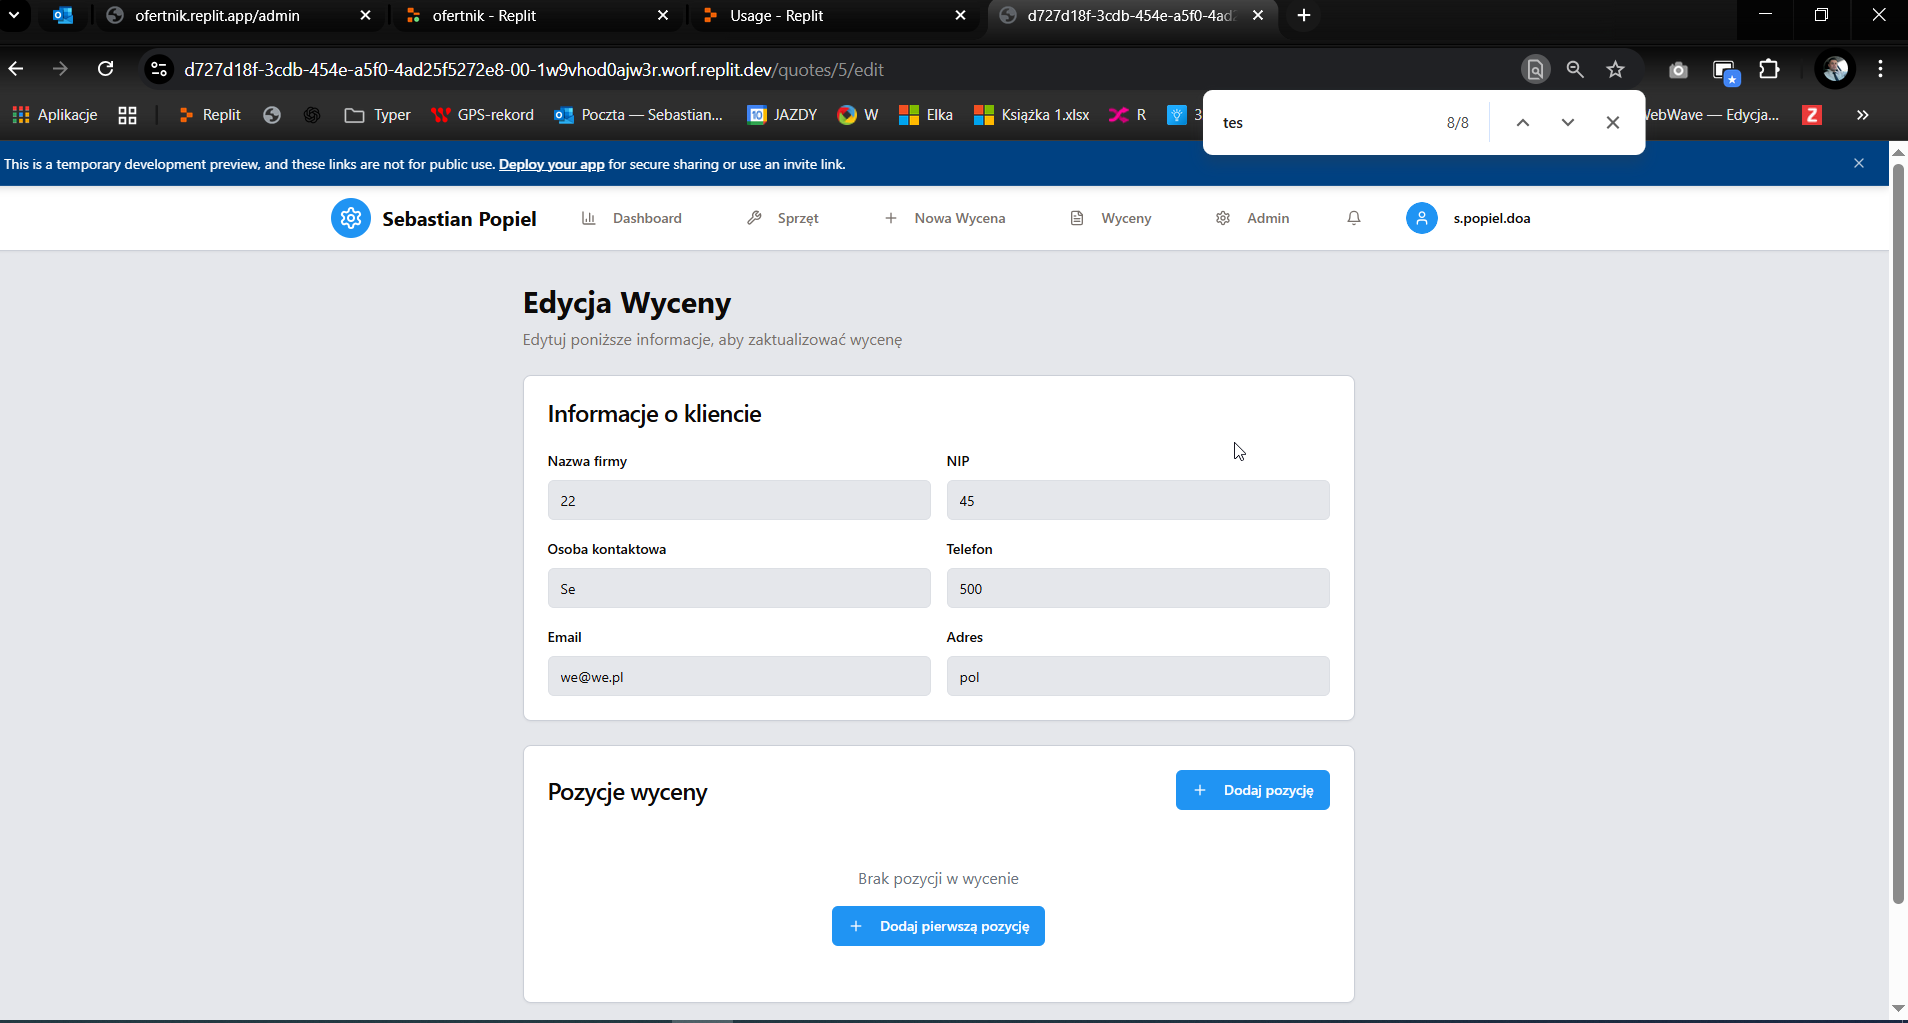 ofertnik.replit.app/admin
ofertnik - Replit
Usage - Replit
d727d18f-3cdb-454e-a5f0-4ad
d727d18f-3cdb-454e-a5f0-4ad25f5272e8-00-1w9vhod0ajw3r.worf.replit.dev/quotes/5/edit
Aplikacje
Replit
Typer
GPS-rekord
Poczta — Sebastian...
JAZDY
W
Elka
Książka 1.xlsx
R
3
WebWave — Edycja...
tes
8/8
This is a temporary development preview, and these links are not for public use. Deploy your app for secure sharing or use an invite link.
Sebastian Popiel
Dashboard
Sprzęt
Nowa Wycena
Wyceny
Admin
s.popiel.doa
Edycja Wyceny
Edytuj poniższe informacje, aby zaktualizować wycenę
Informacje o kliencie
Nazwa firmy
NIP
22
45
Osoba kontaktowa
Telefon
Se
500
Email
Adres
we@we.pl
pol
Pozycje wyceny
Dodaj pozycję
Brak pozycji w wycenie
Dodaj pierwszą pozycję